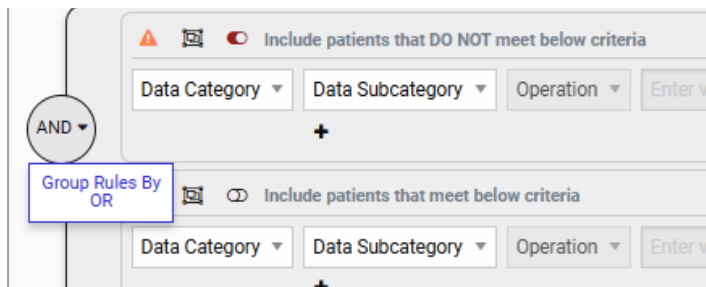 Include patients that DO NOT meet below criteria
Data Category Data Subcategory Operation Enter
AND
Group Rules By
OR
Include patients that meet below criteria
Data Category Data Subcategory Operation Enter